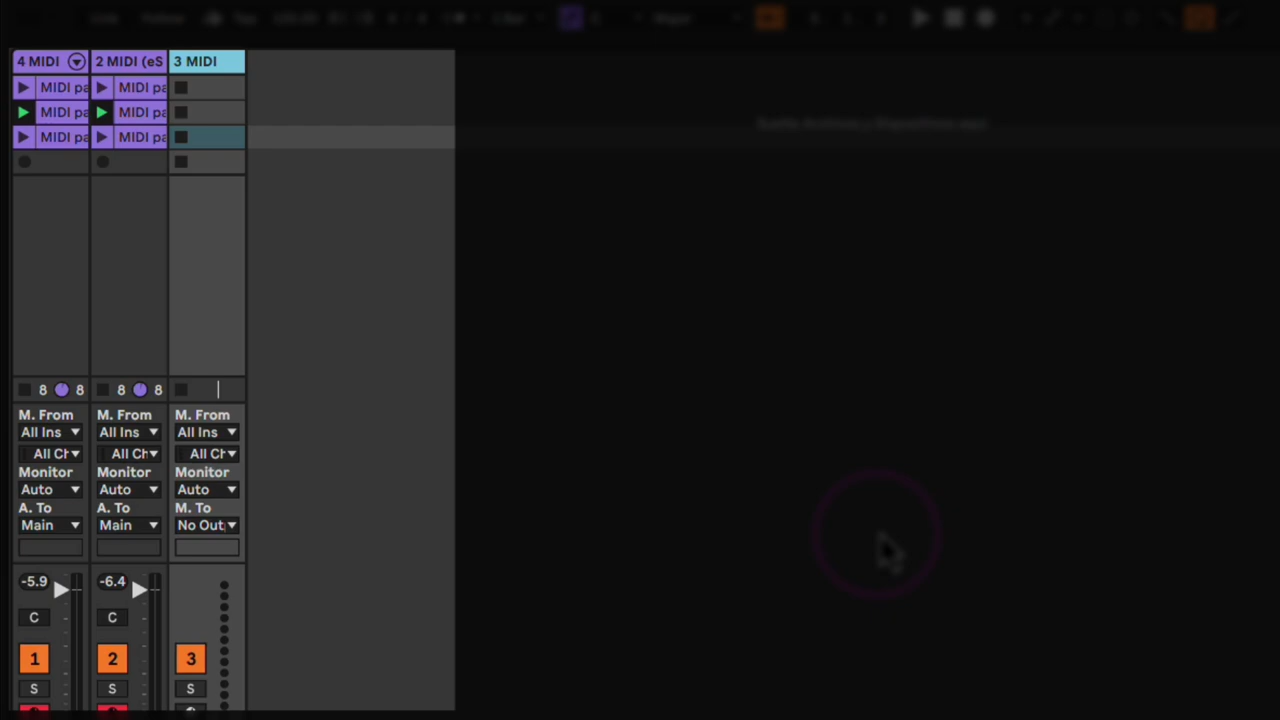 4 MIDI 2 MIDI (eS 3 MIDI
MIDI pa MIDI pa
MIDI pa MIDI pa
MIDI pa MIDI pa
8 8 8 8
M. From M. From M. From
All Ins All Ins All Ins
All Ch All Ch All Ch
Monitor Monitor Monitor
Auto Auto Auto
A. To A. To M. To
Main Main No Out
-5.9 -6.4
C C
1 2 3
S S S